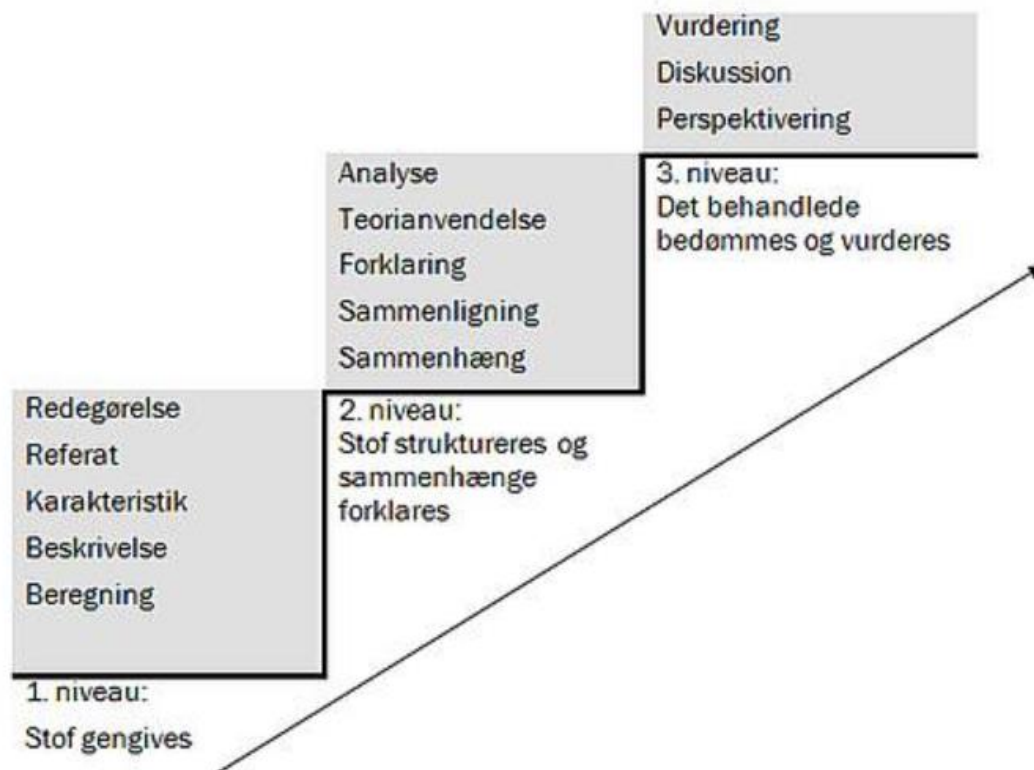 Vurdering
Diskussion
Perspektivering
3. niveau:
Det behandlede
bedømmes og vurderes
Analyse
Teorianvendelse
Forklaring
Sammenligning
Sammenhæng
2. niveau:
Stof struktureres og
sammenhænge
forklares
Redegørelse
Referat
Karakteristik
Beskrivelse
Beregning
1. niveau:
Stof gengives